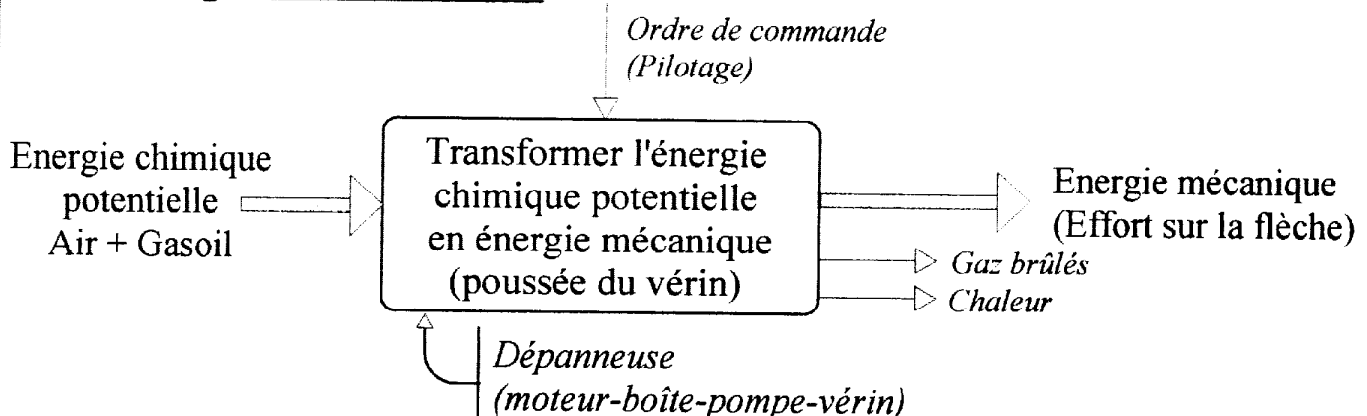 Ordre de commande
(Pilotage)
Energie chimique
potentielle
Air + Gasoil
Transformer l'énergie
chimique potentielle
en énergie mécanique
(poussée du vérin)
Energie mécanique
(Effort sur la flèche)
Gaz brûlés
Chaleur
Dépanneuse
(moteur-boîte-pompe-vérin)